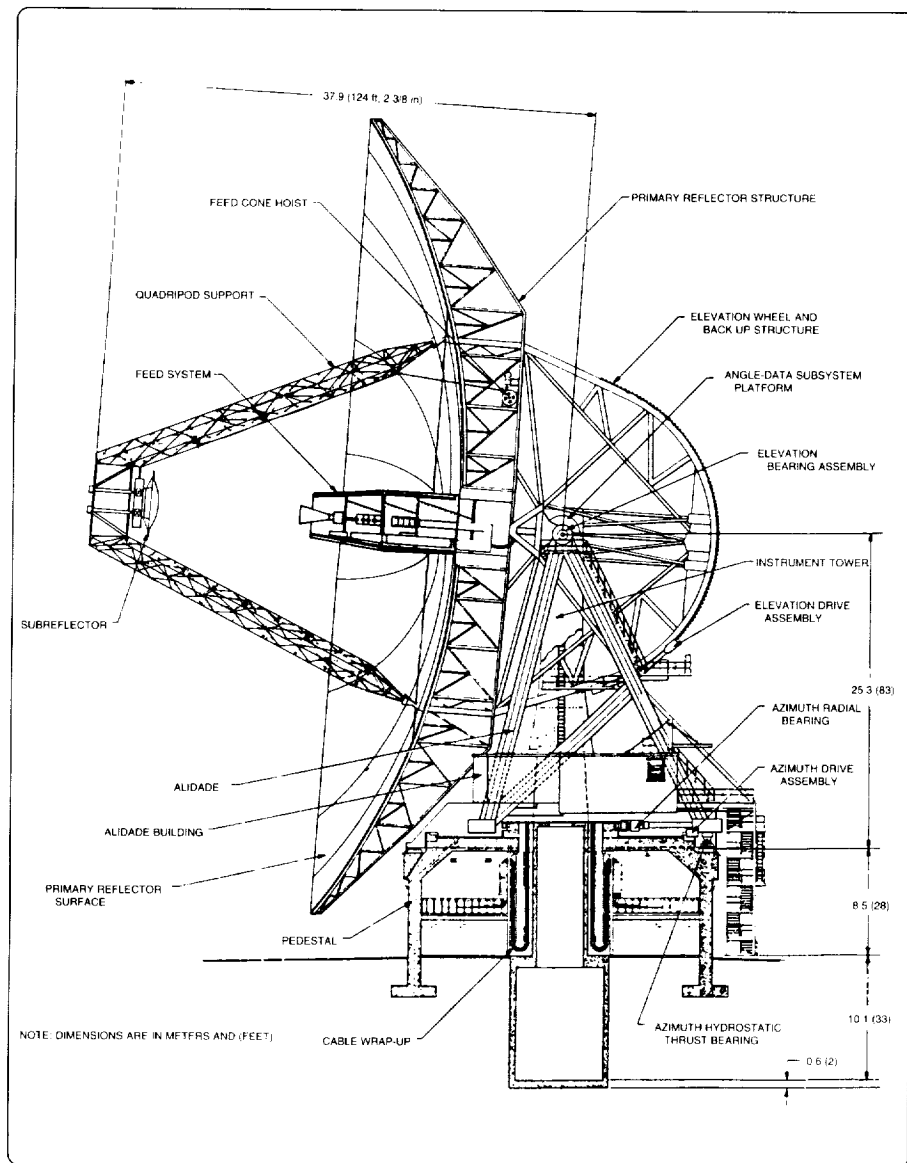 37.9 (124 ft, 2 3/8 in)
FEED CONE HOIST
PRIMARY REFLECTOR STRUCTURE
QUADRIPOD SUPPORT
ELEVATION WHEEL AND
BACK UP STRUCTURE
FEED SYSTEM
ANGLE-DATA SUBSYSTEM
PLATFORM
ELEVATION
BEARING ASSEMBLY
INSTRUMENT TOWER
SUBREFLECTOR
ELEVATION DRIVE
ASSEMBLY
25.3 (83)
AZIMUTH RADIAL
BEARING
ALIDADE
AZIMUTH DRIVE
ASSEMBLY
ALIDADE BUILDING
PRIMARY REFLECTOR
SURFACE
8.5 (28)
PEDESTAL
10.1 (33)
NOTE: DIMENSIONS ARE IN METERS AND (FEET)
CABLE WRAP-UP
AZIMUTH HYDROSTATIC
THRUST BEARING
0.6 (2)